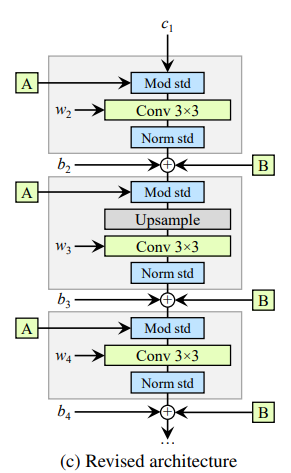 c₁
A Mod std
w₂ Conv 3×3
Norm std
b₂ + B
A Mod std
Upsample
w₃ Conv 3×3
Norm std
b₃ + B
A Mod std
w₄ Conv 3×3
Norm std
b₄ + B
...
(c) Revised architecture